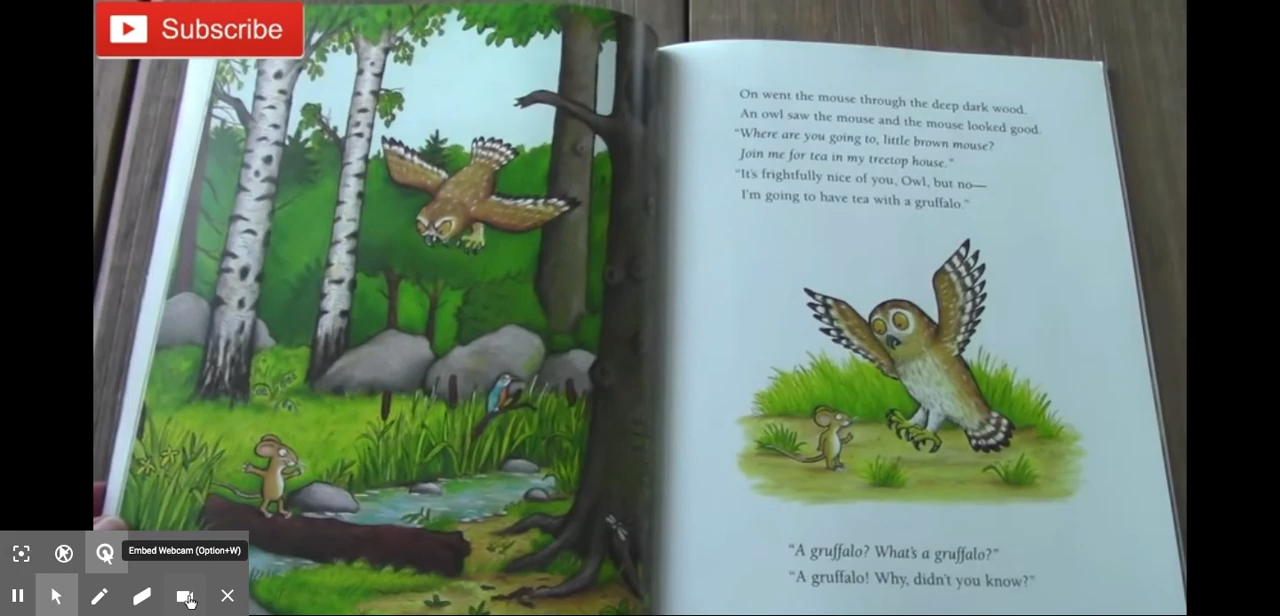 Subscribe
On went the mouse through the deep dark wood.
An owl saw the mouse and the mouse looked good.
“Where are you going to, little brown mouse?
Join me for tea in my treetop house.”
“It's frightfully nice of you, Owl, but no—
I'm going to have tea with a gruffalo.”
“A gruffalo? What's a gruffalo?”
“A gruffalo! Why, didn't you know?”
Embed Webcam (Option+W)